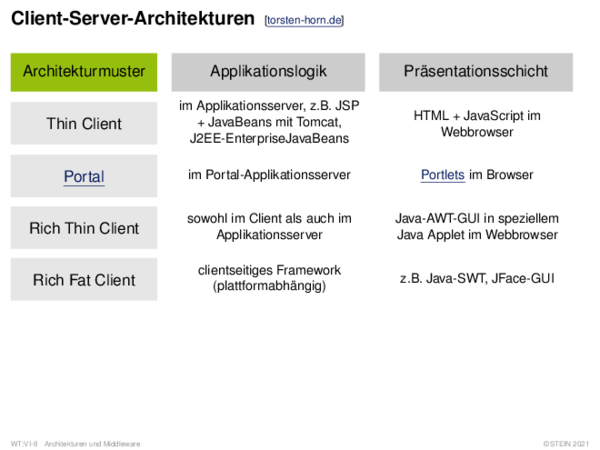 Client-Server-Architekturen [torsten-horn.de]
Architekturmuster
Applikationslogik
Präsentationsschicht
Thin Client
im Applikationsserver, z.B. JSP
+ JavaBeans mit Tomcat,
J2EE-EnterpriseJavaBeans
HTML + JavaScript im
Webbrowser
Portal
im Portal-Applikationsserver
Portlets im Browser
Rich Thin Client
sowohl im Client als auch im
Applikationsserver
Java-AWT-GUI in speziellem
Java Applet im Webbrowser
Rich Fat Client
clientseitiges Framework
(plattformabhängig)
z.B. Java-SWT, JFace-GUI
WT:VI-8 Architekturen und Middleware
©STEIN 2021